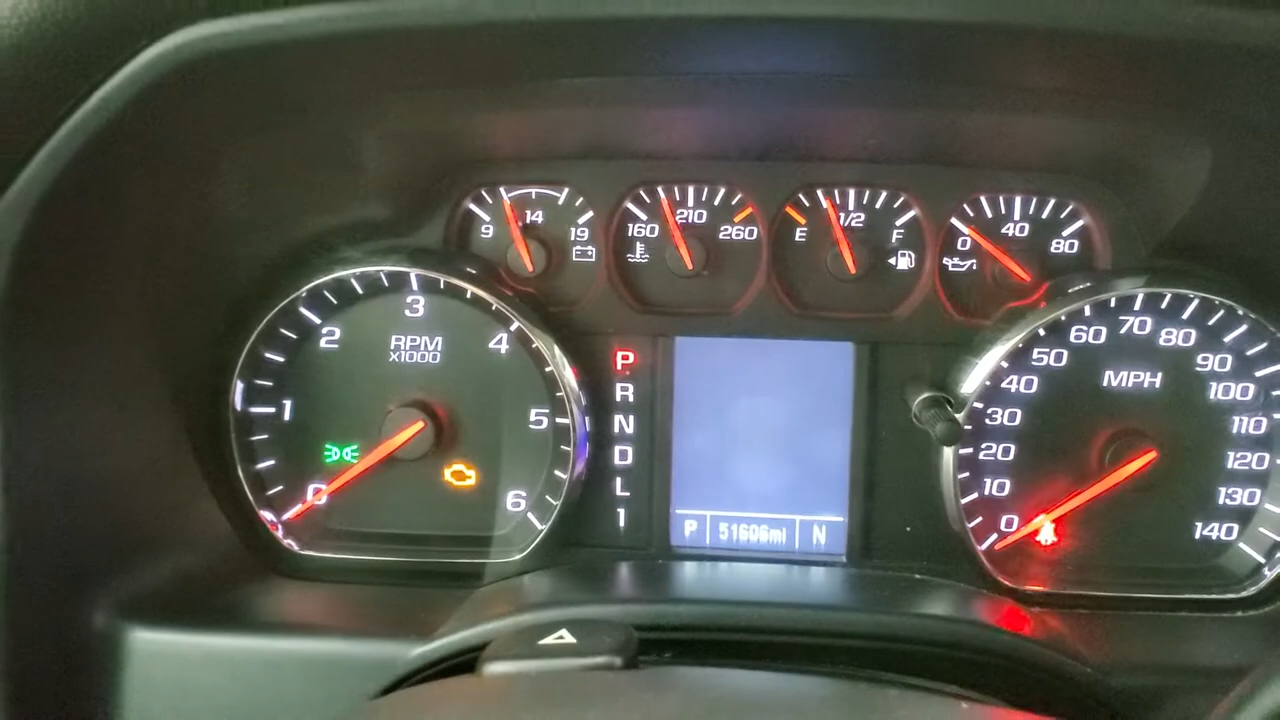 9 14 19
160 210 260
E 1/2 F
0 40 80
0 1 2 3 4 5 6
RPM
X1000
P
R
N
D
L
1
P 51606mi N
0 10 20 30 40 50 60 70 80 90 100 110 120 130 140
MPH